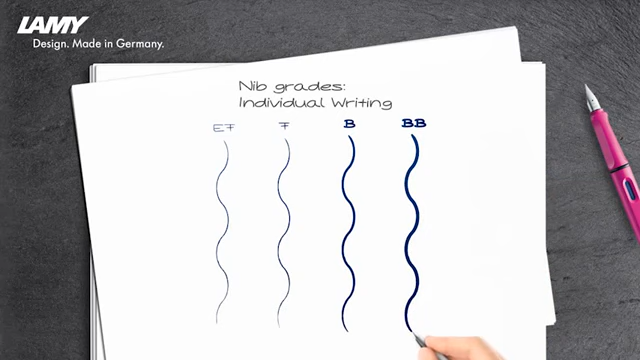 LAMY
Design. Made in Germany.
Nib grades:
Individual Writing
EF F B BB